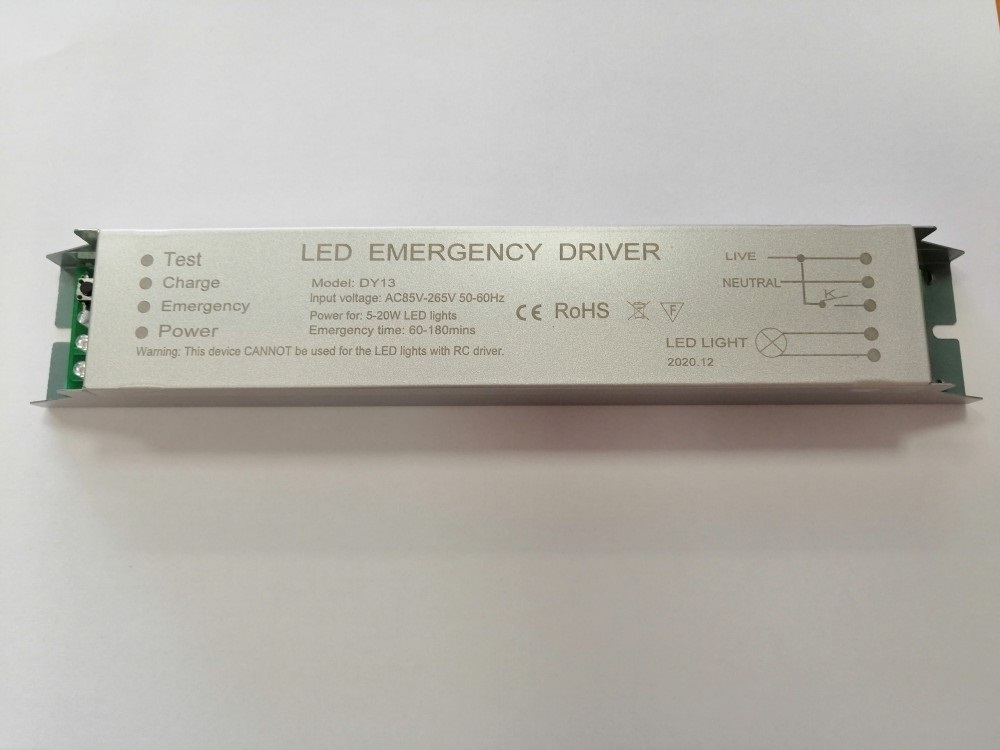 LED EMERGENCY DRIVER
Test
Charge
Emergency
Power
Model: DY13
Input voltage: AC85V-265V 50-60Hz
Power for: 5-20W LED lights
Emergency time: 60-180mins
Warning: This device CANNOT be used for the LED lights with RC driver.
CE RoHS F
LIVE
NEUTRAL
K
LED LIGHT
2020.12